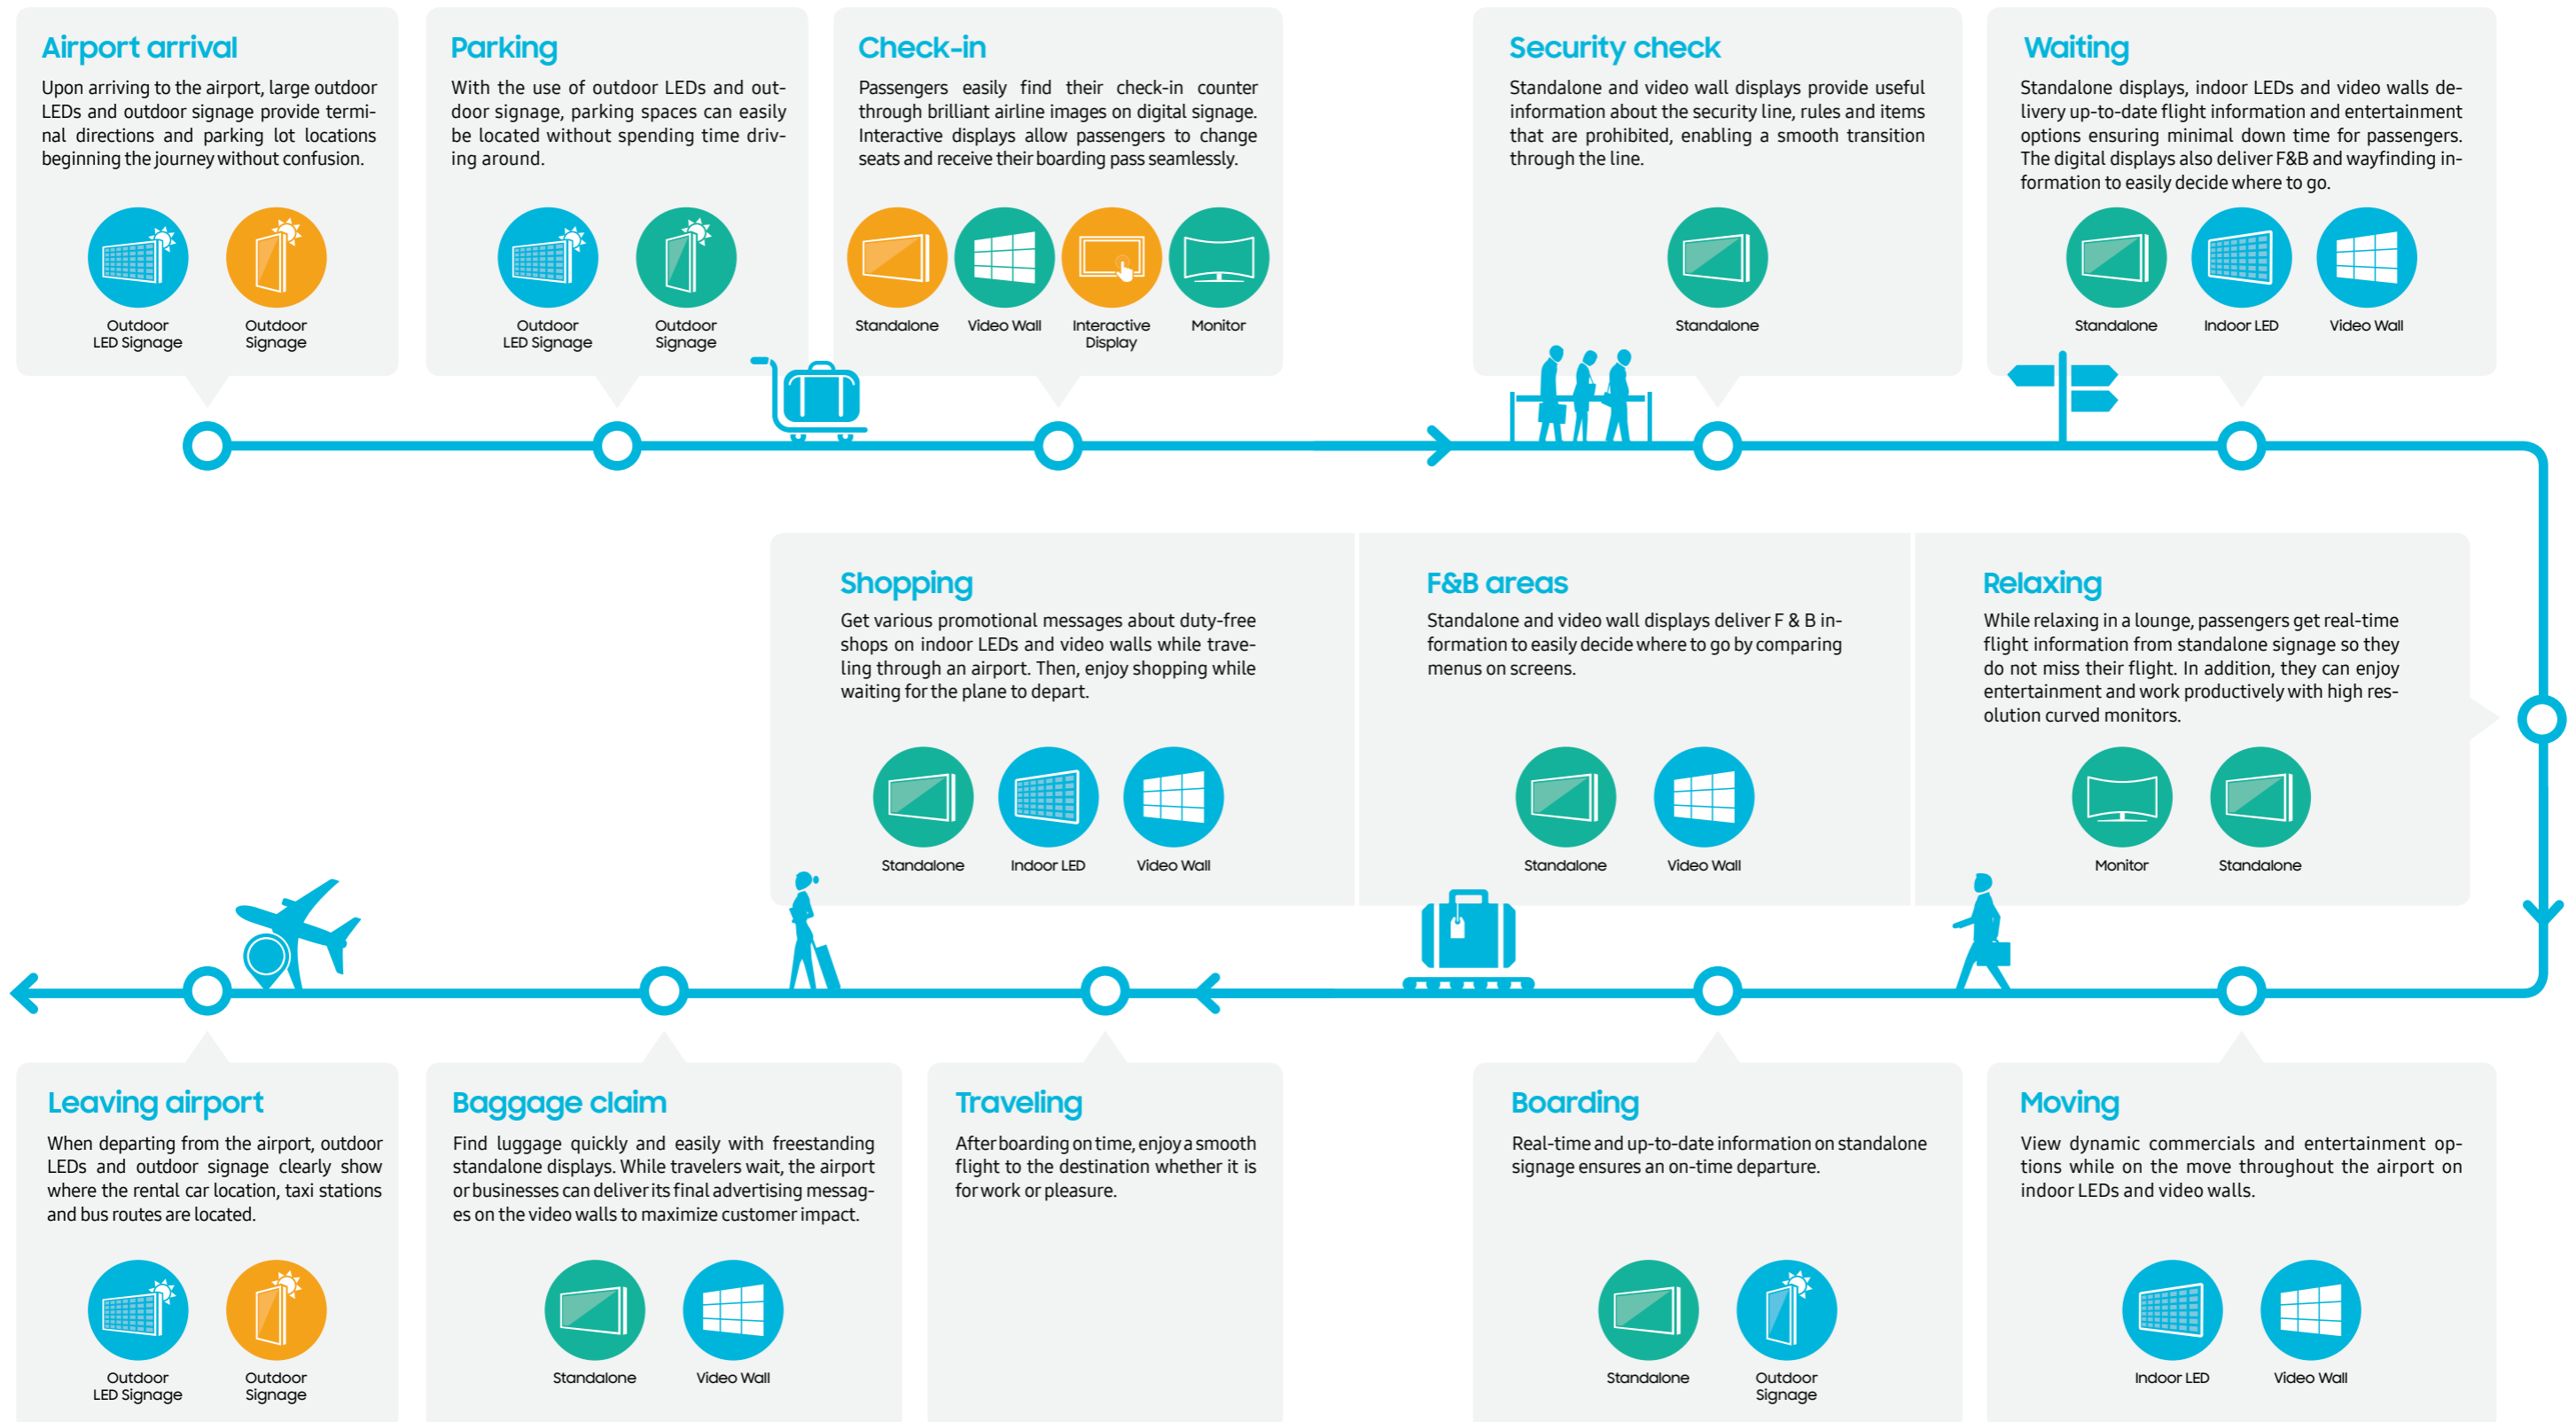 Airport arrival
Upon arriving to the airport, large outdoor
LEDs and outdoor signage provide termi-
nal directions and parking lot locations
beginning the journey without confusion.
Outdoor
LED Signage
Outdoor
Signage
Parking
With the use of outdoor LEDs and out-
door signage, parking spaces can easily
be located without spending time driv-
ing around.
Outdoor
LED Signage
Outdoor
Signage
Check-in
Passengers easily find their check-in counter
through brilliant airline images on digital signage.
Interactive displays allow passengers to change
seats and receive their boarding pass seamlessly.
Standalone
Video Wall
Interactive
Display
Monitor
Security check
Standalone and video wall displays provide useful
information about the security line, rules and items
that are prohibited, enabling a smooth transition
through the line.
Standalone
Waiting
Standalone displays, indoor LEDs and video walls de-
livery up-to-date flight information and entertainment
options ensuring minimal down time for passengers.
The digital displays also deliver F&B and wayfinding in-
formation to easily decide where to go.
Standalone
Indoor LED
Video Wall
Shopping
Get various promotional messages about duty-free
shops on indoor LEDs and video walls while trave-
ling through an airport. Then, enjoy shopping while
waiting for the plane to depart.
Standalone
Indoor LED
Video Wall
F&B areas
Standalone and video wall displays deliver F & B in-
formation to easily decide where to go by comparing
menus on screens.
Standalone
Video Wall
Relaxing
While relaxing in a lounge, passengers get real-time
flight information from standalone signage so they
do not miss their flight. In addition, they can enjoy
entertainment and work productively with high res-
olution curved monitors.
Monitor
Standalone
Leaving airport
When departing from the airport, outdoor
LEDs and outdoor signage clearly show
where the rental car location, taxi stations
and bus routes are located.
Outdoor
LED Signage
Outdoor
Signage
Baggage claim
Find luggage quickly and easily with freestanding
standalone displays. While travelers wait, the airport
or businesses can deliver its final advertising messag-
es on the video walls to maximize customer impact.
Standalone
Video Wall
Traveling
After boarding on time, enjoy a smooth
flight to the destination whether it is
for work or pleasure.
Boarding
Real-time and up-to-date information on standalone
signage ensures an on-time departure.
Standalone
Outdoor
Signage
Moving
View dynamic commercials and entertainment op-
tions while on the move throughout the airport on
indoor LEDs and video walls.
Indoor LED
Video Wall